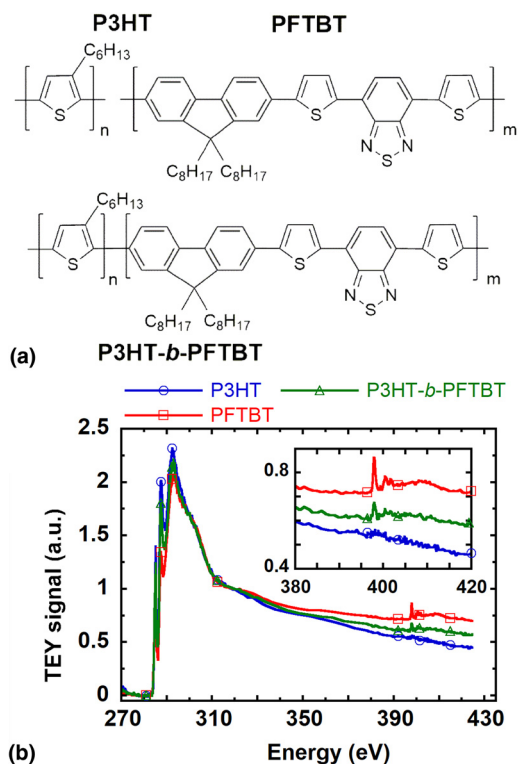 P3HT PFTBT
C6H13
S n S N N S S m
C8H17 C8H17
C6H13
S n S N N S S m
C8H17 C8H17
(a) P3HT-b-PFTBT
P3HT P3HT-b-PFTBT
PFTBT
2.5
2
1.5
1
0.5
0
TEY signal (a.u.)
0.8
0.6
0.4
380 400 420
270 310 350 390 430
(b) Energy (eV)